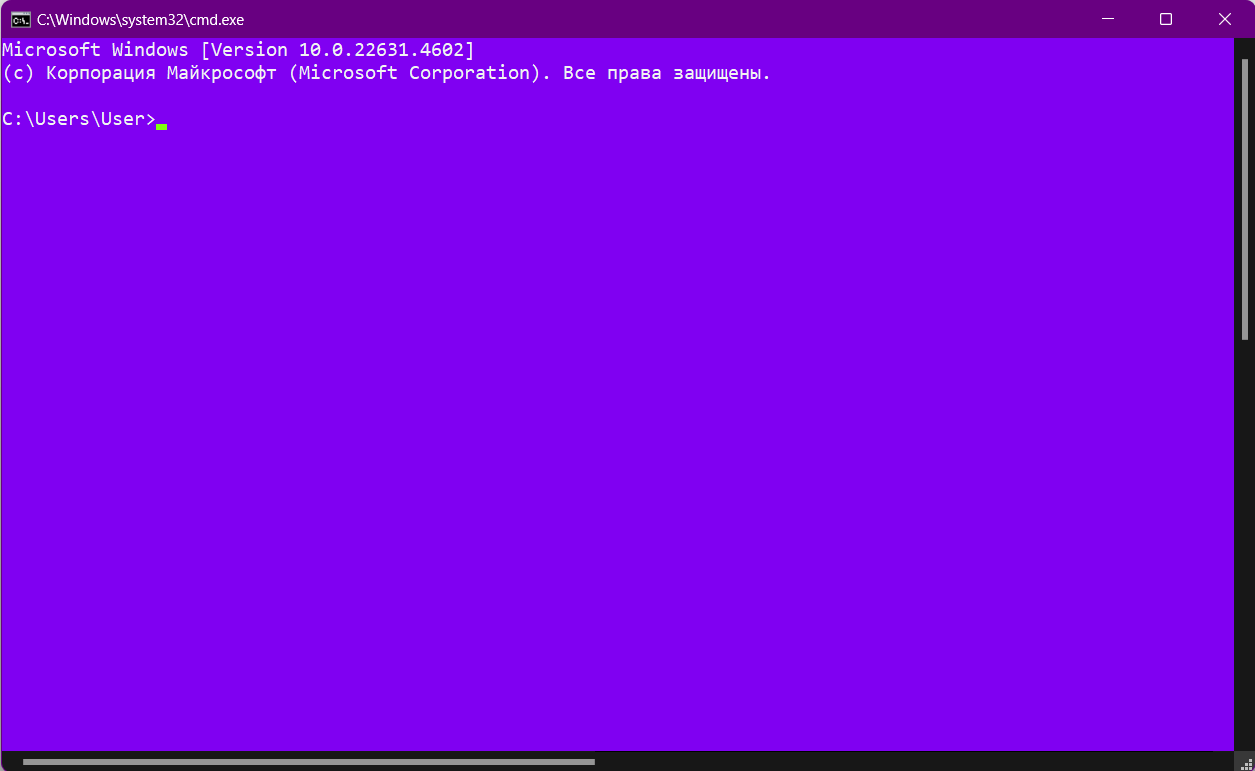 C:\Windows\system32\cmd.exe
Microsoft Windows [Version 10.0.22631.4602]
(c) Корпорация Майкрософт (Microsoft Corporation). Все права защищены.
C:\Users\User>